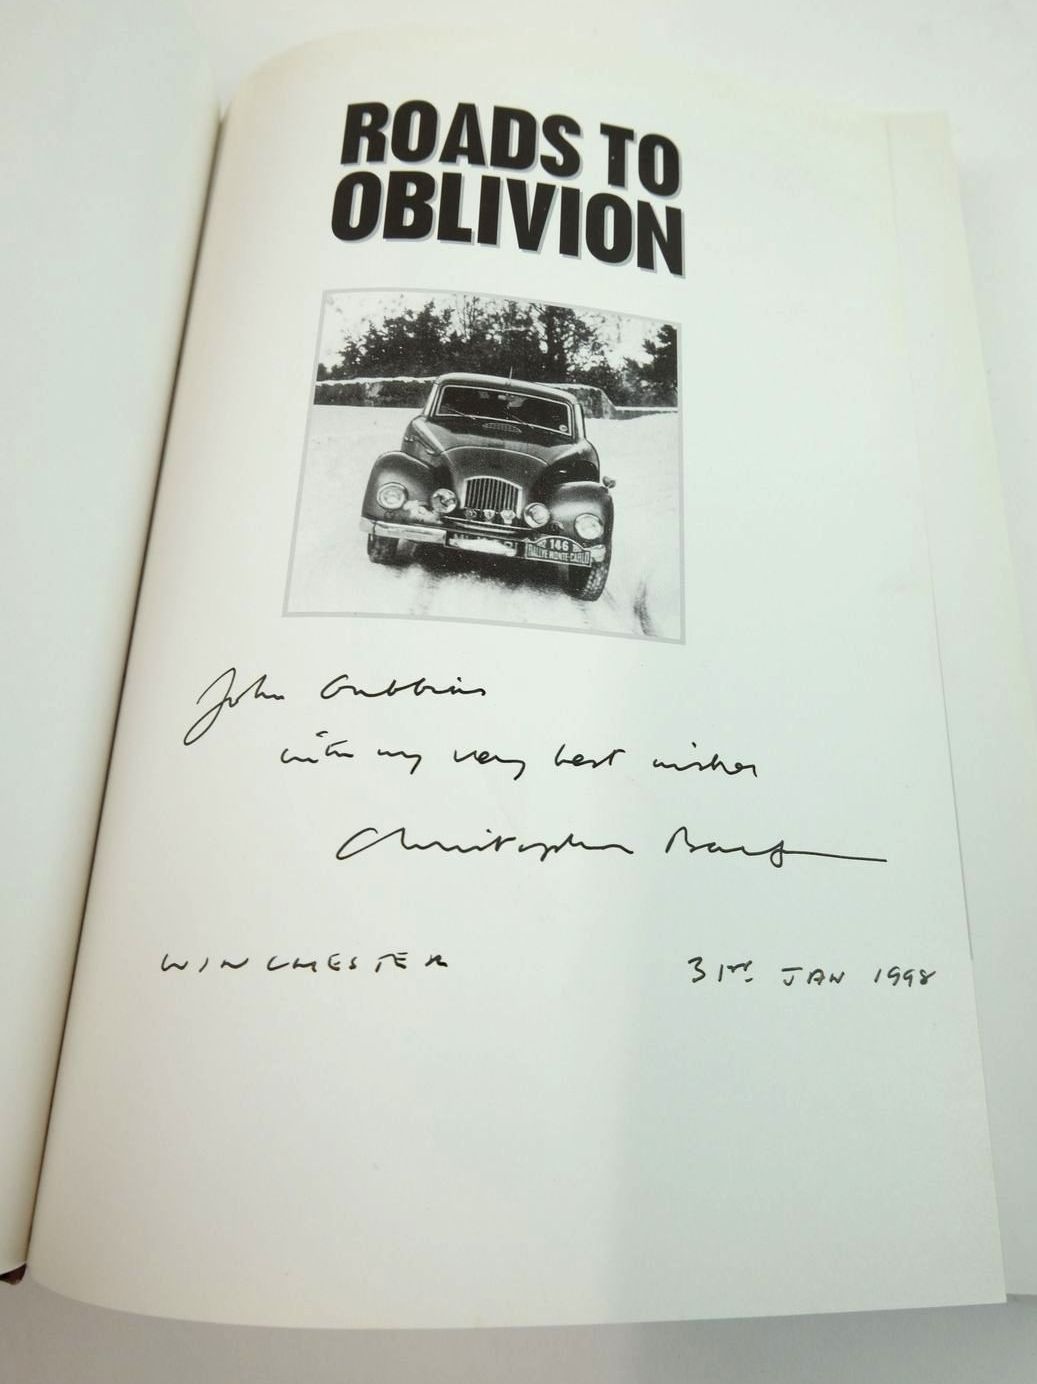 ROADS TO
OBLIVION
146
RALLYE MONTE-CARLO
John Gubbins
with my very best wishes
Christopher Balfour
WINCHESTER 31st JAN 1998